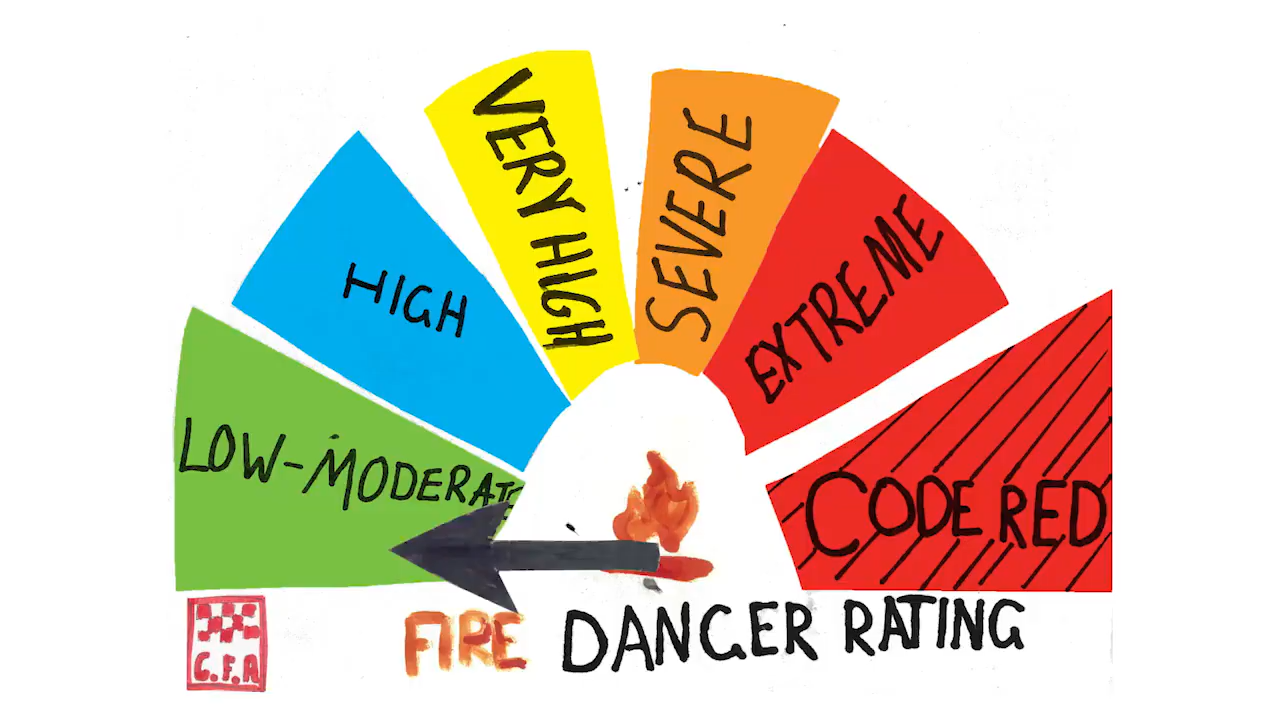 LOW-MODERATE
HIGH
VERY HIGH
SEVERE
EXTREME
CODE RED
FIRE DANGER RATING
C.F.A